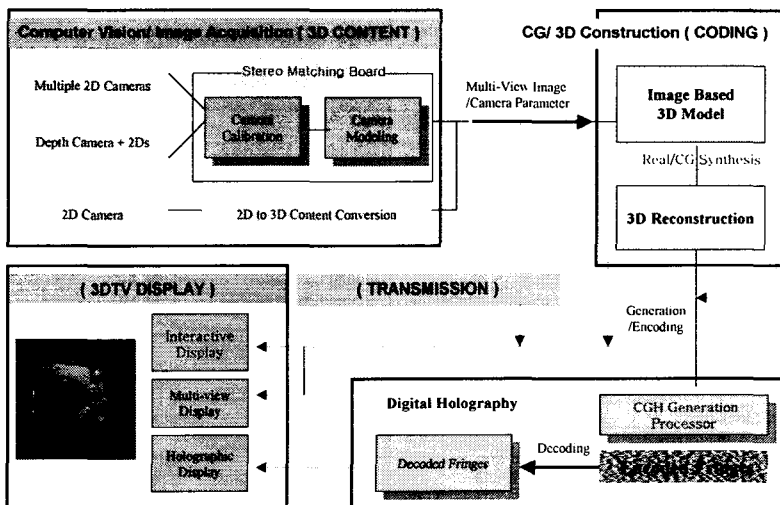 Computer Vision/ Image Acquisition ( 3D CONTENT )
Multiple 2D Cameras
Depth Camera + 2Ds
2D Camera
Stereo Matching Board
Camera
Calibration
Camera
Modeling
2D to 3D Content Conversion
Multi-View Image
/Camera Parameter
CG/ 3D Construction ( CODING )
Image Based
3D Model
Real/CG Synthesis
3D Reconstruction
( 3DTV DISPLAY )
Interactive
Display
Multi-view
Display
Holographic
Display
( TRANSMISSION )
Generation
/Encoding
Digital Holography
CGH Generation
Processor
Decoding
Decoded Fringes